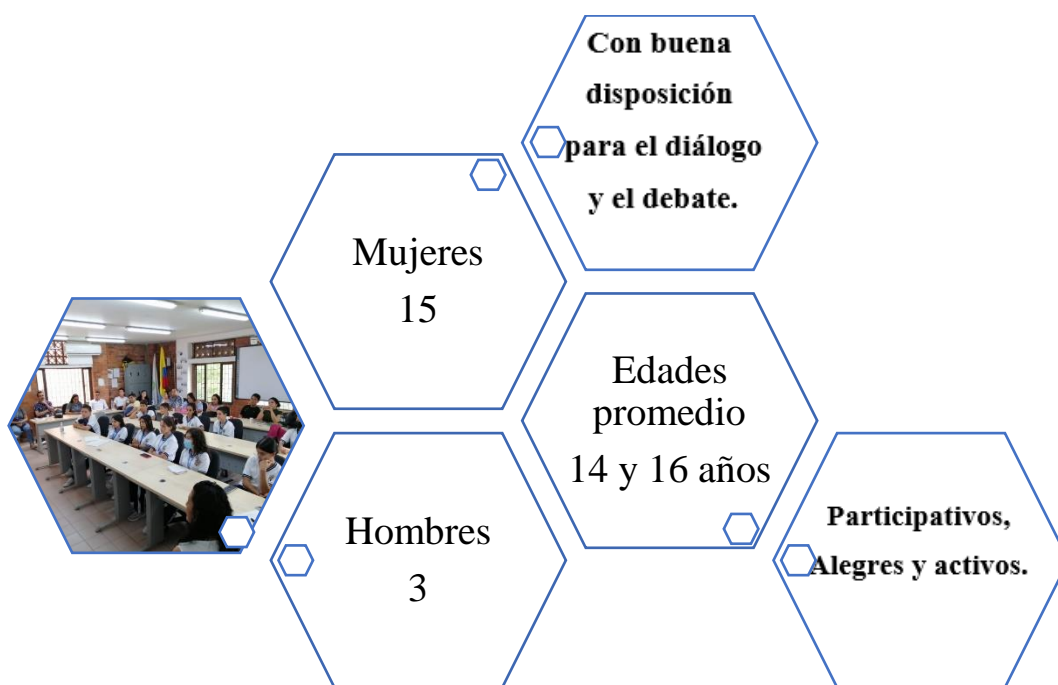 Con buena
disposición
para el diálogo
y el debate.
Mujeres
15
Edades
promedio
14 y 16 años
Hombres
3
Participativos,
Alegres y activos.